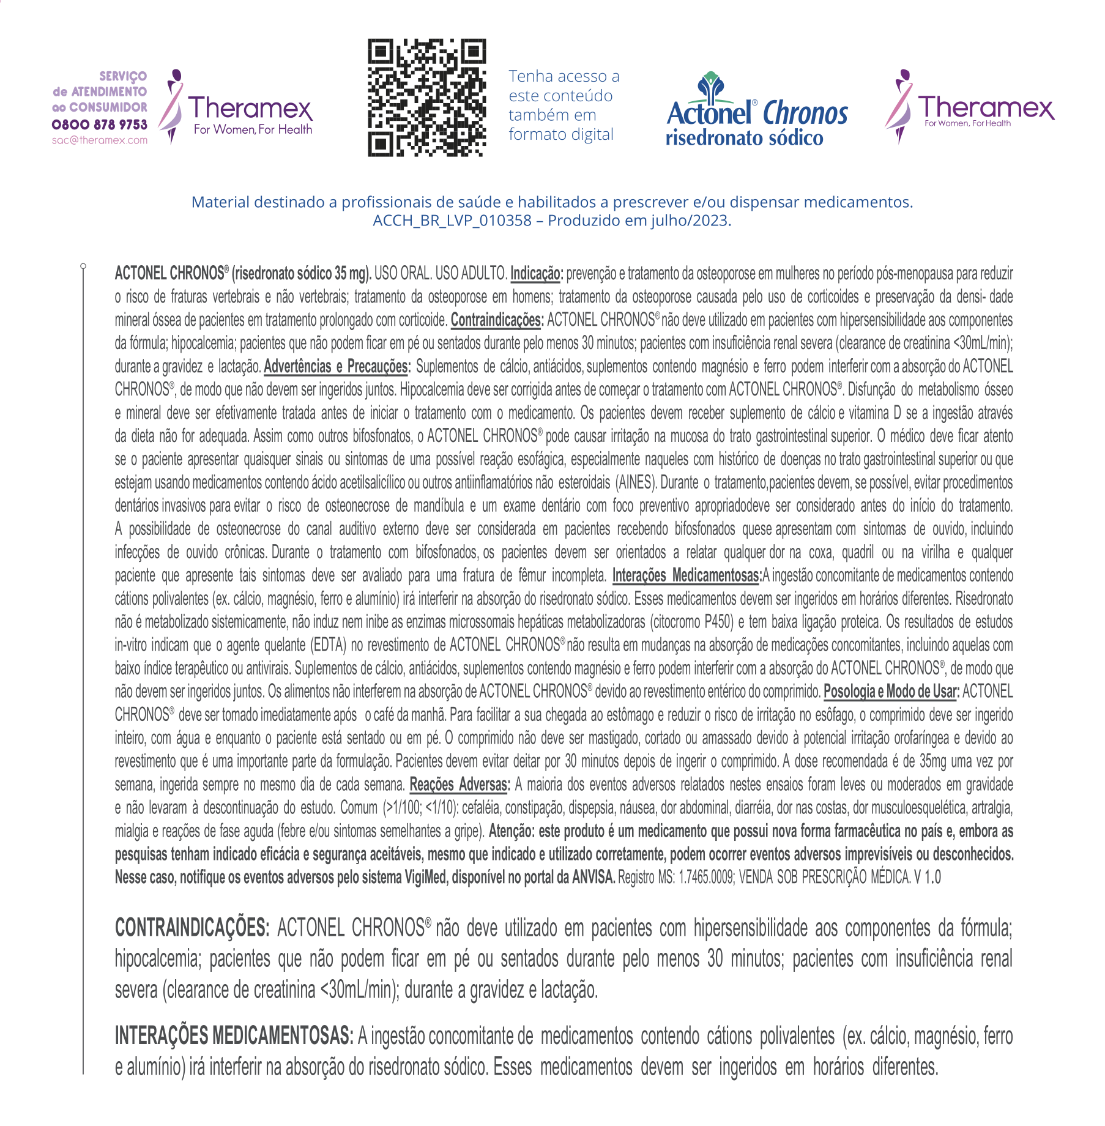 SERVIÇO
de ATENDIMENTO
ao CONSUMIDOR
0800 878 9753
sac@theramex.com
Theramex
For Women, For Health
Tenha acesso a
este conteúdo
também em
formato digital
Actonel® Chronos
risedronato sódico
Theramex
For Women, For Health
Material destinado a profissionais de saúde e habilitados a prescrever e/ou dispensar medicamentos.
ACCH_BR_LVP_010358 – Produzido em julho/2023.
ACTONEL CHRONOS® (risedronato sódico 35 mg). USO ORAL. USO ADULTO. Indicação: prevenção e tratamento da osteoporose em mulheres no período pós-menopausa para reduzir
o risco de fraturas vertebrais e não vertebrais; tratamento da osteoporose em homens; tratamento da osteoporose causada pelo uso de corticoides e preservação da densi- dade
mineral óssea de pacientes em tratamento prolongado com corticoide. Contraindicações: ACTONEL CHRONOS® não deve utilizado em pacientes com hipersensibilidade aos componentes
da fórmula; hipocalcemia; pacientes que não podem ficar em pé ou sentados durante pelo menos 30 minutos; pacientes com insuficiência renal severa (clearance de creatinina <30mL/min);
durante a gravidez e lactação. Advertências e Precauções: Suplementos de cálcio, antiácidos, suplementos contendo magnésio e ferro podem interferir com a absorção do ACTONEL
CHRONOS®, de modo que não devem ser ingeridos juntos. Hipocalcemia deve ser corrigida antes de começar o tratamento com ACTONEL CHRONOS®. Disfunção do metabolismo ósseo
e mineral deve ser efetivamente tratada antes de iniciar o tratamento com o medicamento. Os pacientes devem receber suplemento de cálcio e vitamina D se a ingestão através
da dieta não for adequada. Assim como outros bifosfonatos, o ACTONEL CHRONOS® pode causar irritação na mucosa do trato gastrointestinal superior. O médico deve ficar atento
se o paciente apresentar quaisquer sinais ou sintomas de uma possível reação esofágica, especialmente naqueles com histórico de doenças no trato gastrointestinal superior ou que
estejam usando medicamentos contendo ácido acetilsalicílico ou outros antiinflamatórios não esteroidais (AINES). Durante o tratamento,pacientes devem, se possível, evitar procedimentos
dentários invasivos para evitar o risco de osteonecrose de mandíbula e um exame dentário com foco preventivo apropriadodeve ser considerado antes do início do tratamento.
A possibilidade de osteonecrose do canal auditivo externo deve ser considerada em pacientes recebendo bifosfonados quese apresentam com sintomas de ouvido, incluindo
infecções de ouvido crônicas. Durante o tratamento com bifosfonados, os pacientes devem ser orientados a relatar qualquer dor na coxa, quadril ou na virilha e qualquer
paciente que apresente tais sintomas deve ser avaliado para uma fratura de fêmur incompleta. Interações Medicamentosas:A ingestão concomitante de medicamentos contendo
cátions polivalentes (ex. cálcio, magnésio, ferro e alumínio) irá interferir na absorção do risedronato sódico. Esses medicamentos devem ser ingeridos em horários diferentes. Risedronato
não é metabolizado sistemicamente, não induz nem inibe as enzimas microssomais hepáticas metabolizadoras (citocromo P450) e tem baixa ligação proteica. Os resultados de estudos
in-vitro indicam que o agente quelante (EDTA) no revestimento de ACTONEL CHRONOS® não resulta em mudanças na absorção de medicações concomitantes, incluindo aquelas com
baixo índice terapêutico ou antivirais. Suplementos de cálcio, antiácidos, suplementos contendo magnésio e ferro podem interferir com a absorção do ACTONEL CHRONOS®, de modo que
não devem ser ingeridos juntos. Os alimentos não interferem na absorção de ACTONEL CHRONOS® devido ao revestimento entérico do comprimido. Posologia e Modo de Usar: ACTONEL
CHRONOS® deve ser tomado imediatamente após o café da manhã. Para facilitar a sua chegada ao estômago e reduzir o risco de irritação no esôfago, o comprimido deve ser ingerido
inteiro, com água e enquanto o paciente está sentado ou em pé. O comprimido não deve ser mastigado, cortado ou amassado devido à potencial irritação orofaríngea e devido ao
revestimento que é uma importante parte da formulação. Pacientes devem evitar deitar por 30 minutos depois de ingerir o comprimido. A dose recomendada é de 35mg uma vez por
semana, ingerida sempre no mesmo dia de cada semana. Reações Adversas: A maioria dos eventos adversos relatados nestes ensaios foram leves ou moderados em gravidade
e não levaram à descontinuação do estudo. Comum (>1/100; <1/10): cefaléia, constipação, dispepsia, náusea, dor abdominal, diarréia, dor nas costas, dor musculoesquelética, artralgia,
mialgia e reações de fase aguda (febre e/ou sintomas semelhantes a gripe). Atenção: este produto é um medicamento que possui nova forma farmacêutica no país e, embora as
pesquisas tenham indicado eficácia e segurança aceitáveis, mesmo que indicado e utilizado corretamente, podem ocorrer eventos adversos imprevisíveis ou desconhecidos.
Nesse caso, notifique os eventos adversos pelo sistema VigiMed, disponível no portal da ANVISA. Registro MS: 1.7465.0009; VENDA SOB PRESCRIÇÃO MÉDICA. V 1.0
CONTRAINDICAÇÕES: ACTONEL CHRONOS® não deve utilizado em pacientes com hipersensibilidade aos componentes da fórmula;
hipocalcemia; pacientes que não podem ficar em pé ou sentados durante pelo menos 30 minutos; pacientes com insuficiência renal
severa (clearance de creatinina <30mL/min); durante a gravidez e lactação.
INTERAÇÕES MEDICAMENTOSAS: A ingestão concomitante de medicamentos contendo cátions polivalentes (ex. cálcio, magnésio, ferro
e alumínio) irá interferir na absorção do risedronato sódico. Esses medicamentos devem ser ingeridos em horários diferentes.